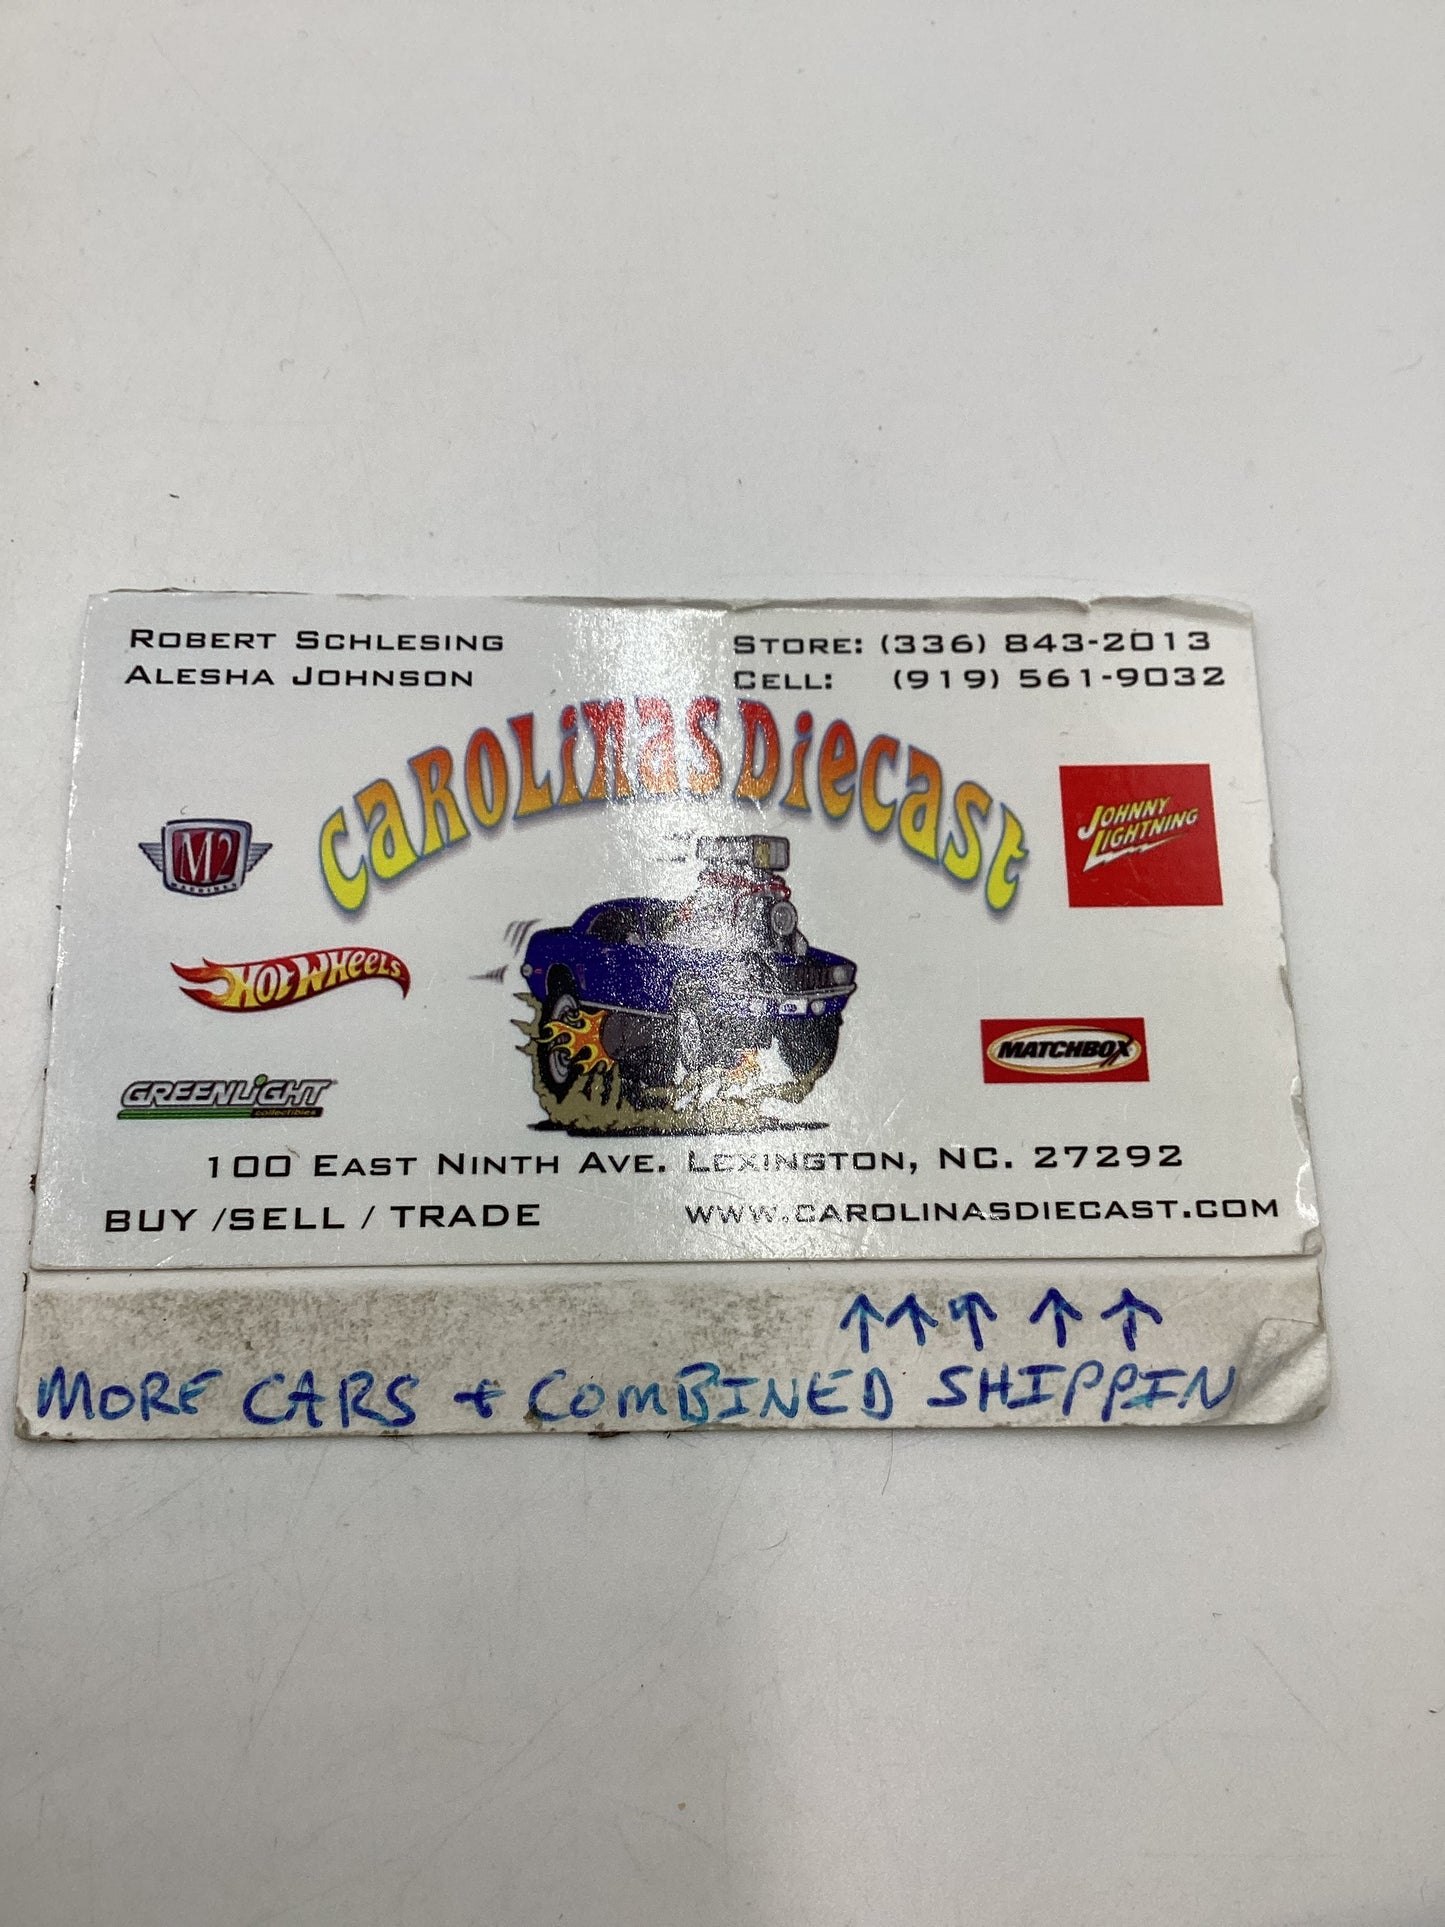 ROBERT SCHLESING
ALESHA JOHNSON
STORE: (336) 843-2013
CELL: (919) 561-9032
CAROLINAS DIECAST
M2
MACHINES
JOHNNY
LIGHTNING
HOT WHEELS
MATCHBOX
GREENLIGHT
collectibles
100 EAST NINTH AVE. LEXINGTON, NC. 27292
BUY /SELL / TRADE
WWW.CAROLINASDIECAST.COM
↑↑↑↑↑
MORE CARS + COMBINED SHIPPIN